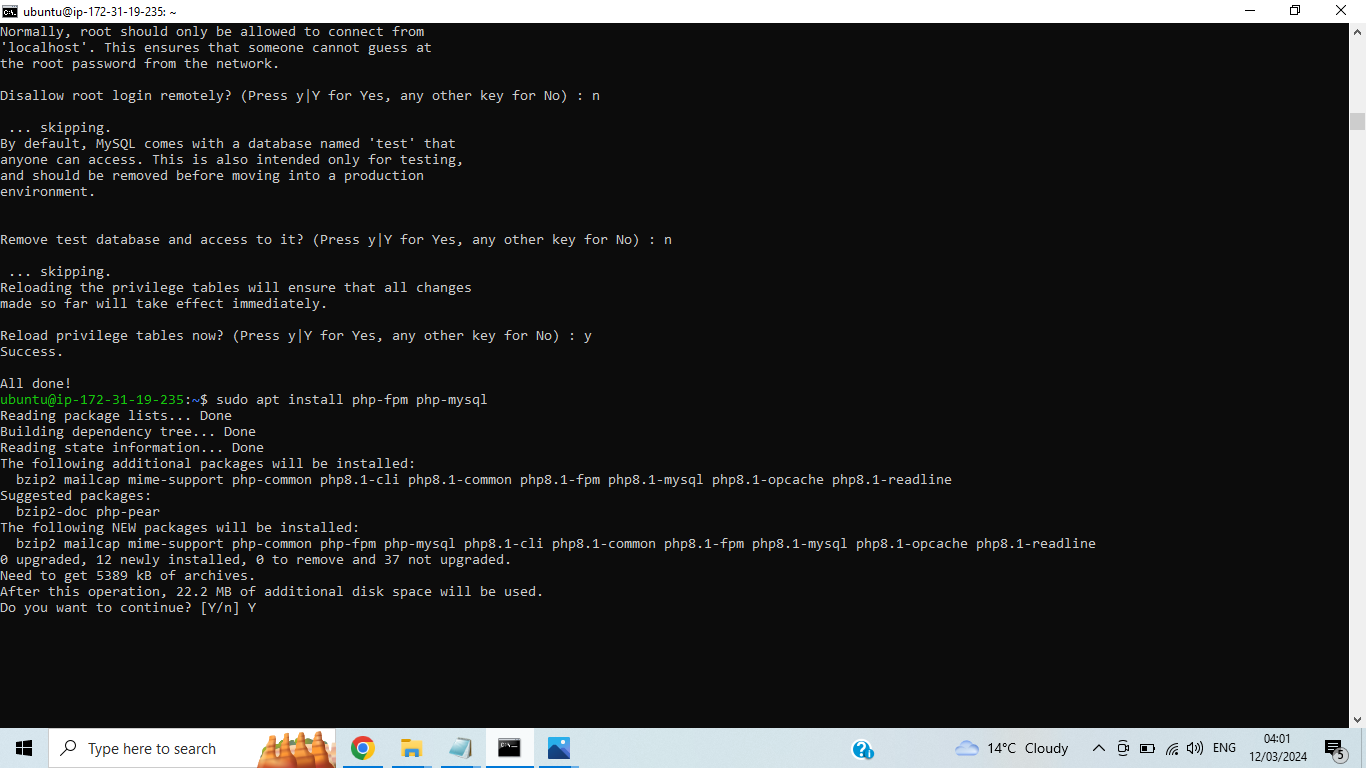 ubuntu@ip-172-31-19-235: ~
Normally, root should only be allowed to connect from
'localhost'. This ensures that someone cannot guess at
the root password from the network.
Disallow root login remotely? (Press y|Y for Yes, any other key for No) : n
... skipping.
By default, MySQL comes with a database named 'test' that
anyone can access. This is also intended only for testing,
and should be removed before moving into a production
environment.
Remove test database and access to it? (Press y|Y for Yes, any other key for No) : n
... skipping.
Reloading the privilege tables will ensure that all changes
made so far will take effect immediately.
Reload privilege tables now? (Press y|Y for Yes, any other key for No) : y
Success.
All done!
ubuntu@ip-172-31-19-235:~$ sudo apt install php-fpm php-mysql
Reading package lists... Done
Building dependency tree... Done
Reading state information... Done
The following additional packages will be installed:
bzip2 mailcap mime-support php-common php8.1-cli php8.1-common php8.1-fpm php8.1-mysql php8.1-opcache php8.1-readline
Suggested packages:
bzip2-doc php-pear
The following NEW packages will be installed:
bzip2 mailcap mime-support php-common php-fpm php-mysql php8.1-cli php8.1-common php8.1-fpm php8.1-mysql php8.1-opcache php8.1-readline
0 upgraded, 12 newly installed, 0 to remove and 37 not upgraded.
Need to get 5389 kB of archives.
After this operation, 22.2 MB of additional disk space will be used.
Do you want to continue? [Y/n] Y
Type here to search
14°C Cloudy
ENG
04:01
12/03/2024
5